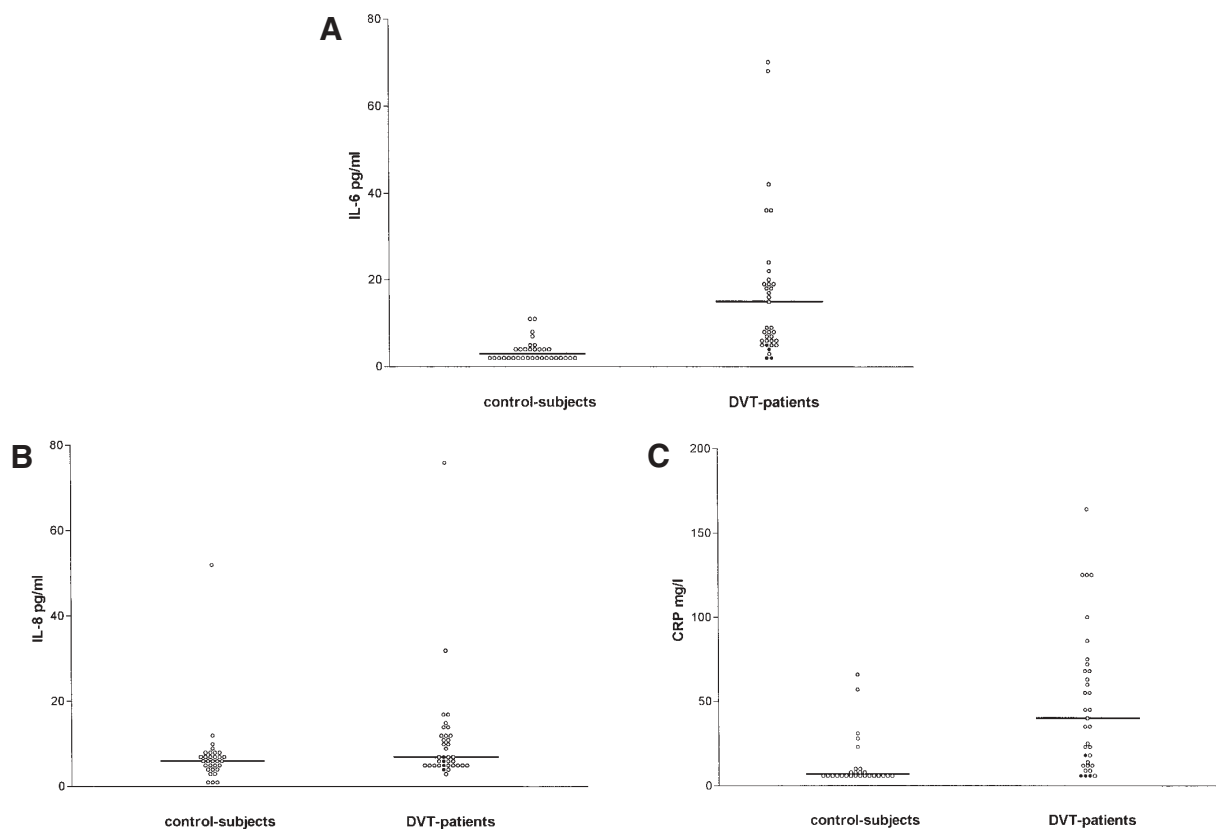 A
80
60
40
20
0
IL-6 pg/ml
control-subjects DVT-patients
B
80
60
40
20
0
IL-8 pg/ml
control-subjects DVT-patients
C
200
150
100
50
0
CRP mg/l
control-subjects DVT-patients